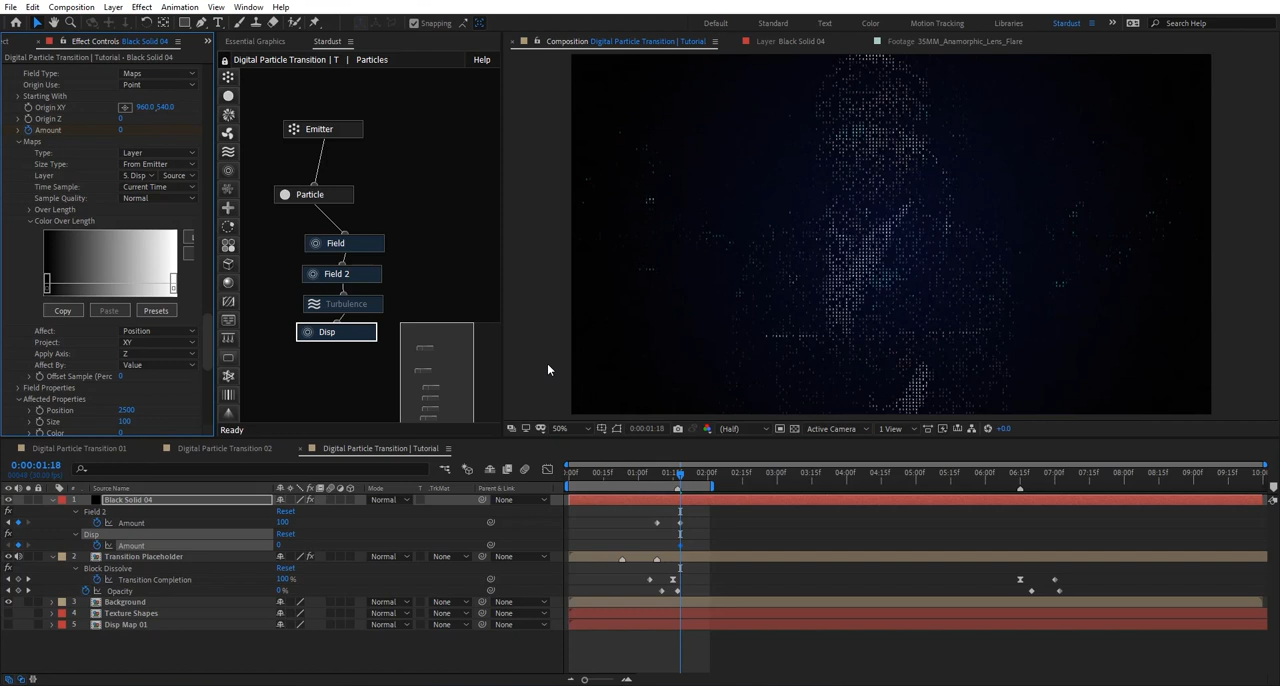 File Edit Composition Layer Effect Animation View Window Help
Snapping
Default Standard Text Color Motion Tracking Libraries Stardust Search Help
Effect Controls Black Solid 04
Essential Graphics Stardust
Composition Digital Particle Transition | Tutorial
Layer Black Solid 04
Footage 35MM_Anamorphic_Lens_Flare
Digital Particle Transition | Tutorial • Black Solid 04
Digital Particle Transition | T | Particles Help
Field Type: Maps
Origin Use: Point
Starting With
Origin XY 960.0,540.0
Origin Z 0
Amount 0
Maps
Type: Layer
Size Type: From Emitter
Layer 5. Disp Source
Time Sample: Current Time
Sample Quality: Normal
Over Length
Color Over Length
Copy Paste Presets
Affect: Position
Project: XY
Apply Axis: Z
Affect By: Value
Offset Sample (Perc 0
Field Properties
Affected Properties
Position 2500
Size 100
Color 0
Emitter
Particle
Field
Field 2
Turbulence
Disp
Ready
50% 0:00:01:18 (Half) Active Camera 1 View +0.0
Digital Particle Transition 01 Digital Particle Transition 02 Digital Particle Transition | Tutorial
0:00:01:18
# Source Name Mode T .TrkMat Parent & Link
00:15f 01:00f 02:00f 02:15f 03:00f 03:15f 04:00f 04:15f 05:00f 05:15f 06:00f 06:15f 07:00f 07:15f 08:00f 08:15f 09:00f 09:15f
1 Black Solid 04 Normal None
Field 2 Reset
Amount 100
Disp Reset
Amount 0
2 Transition Placeholder Normal None None
Block Dissolve Reset
Transition Completion 100 %
Opacity 0 %
3 Background Normal None None
4 Texture Shapes Normal None None
5 Disp Map 01 Normal None None